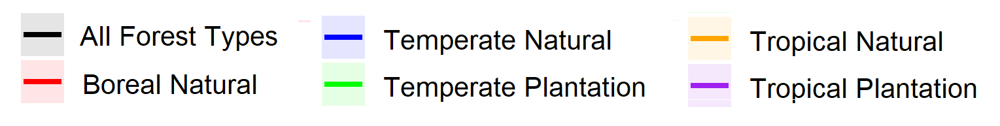 All Forest Types
Boreal Natural
Temperate Natural
Temperate Plantation
Tropical Natural
Tropical Plantation